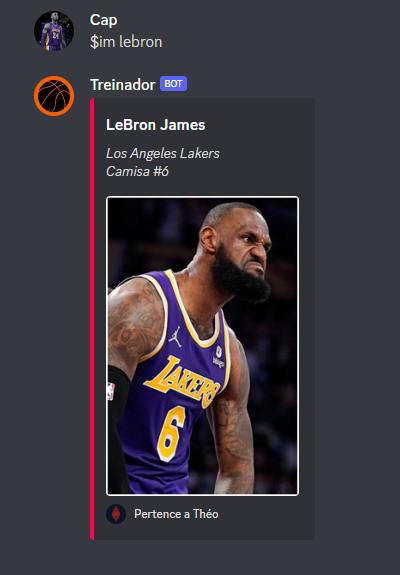 Cap
$im lebron
Treinador BOT
LeBron James
Los Angeles Lakers
Camisa #6
LAKERS
6
Pertence a Théo